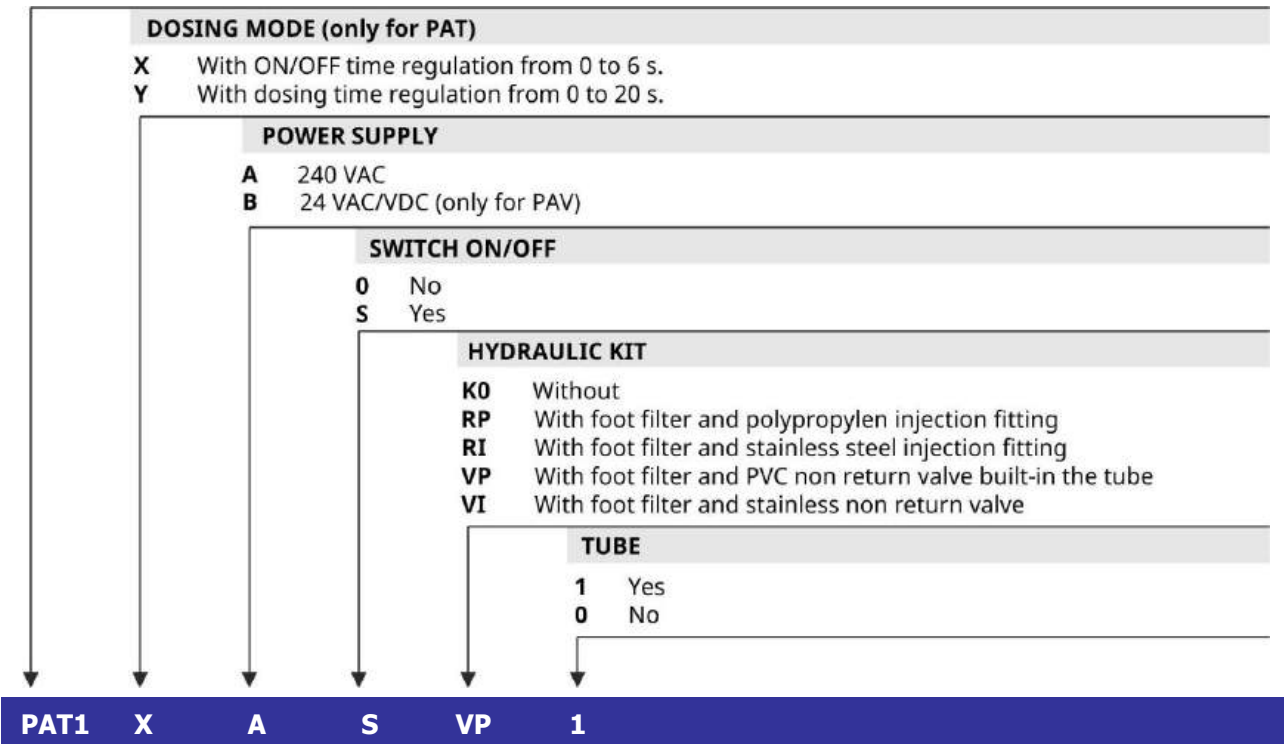 DOSING MODE (only for PAT)
X With ON/OFF time regulation from 0 to 6 s.
Y With dosing time regulation from 0 to 20 s.
POWER SUPPLY
A 240 VAC
B 24 VAC/VDC (only for PAV)
SWITCH ON/OFF
0 No
S Yes
HYDRAULIC KIT
K0 Without
RP With foot filter and polypropylen injection fitting
RI With foot filter and stainless steel injection fitting
VP With foot filter and PVC non return valve built-in the tube
VI With foot filter and stainless non return valve
TUBE
1 Yes
0 No
PAT1 X A S VP 1